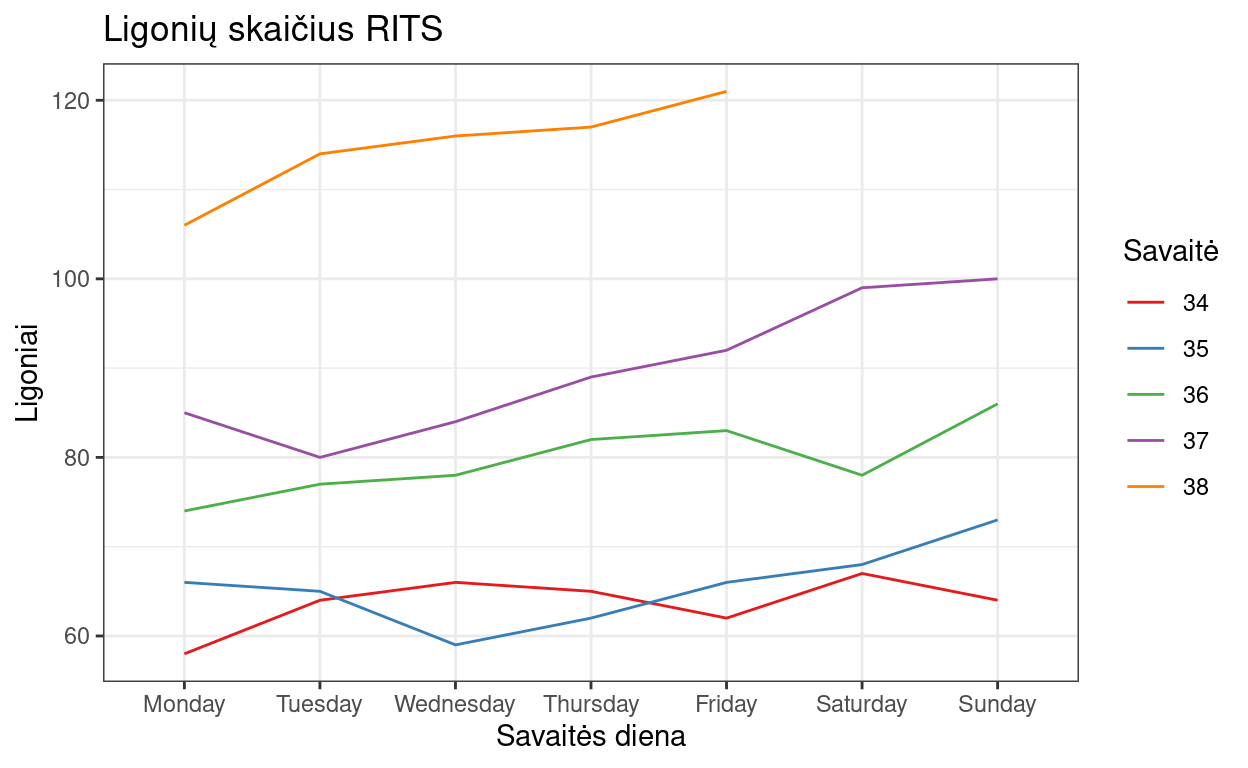 Ligonių skaičius RITS
120
100
80
60
Ligoniai
Monday Tuesday Wednesday Thursday Friday Saturday Sunday
Savaitės diena
Savaitė
34
35
36
37
38